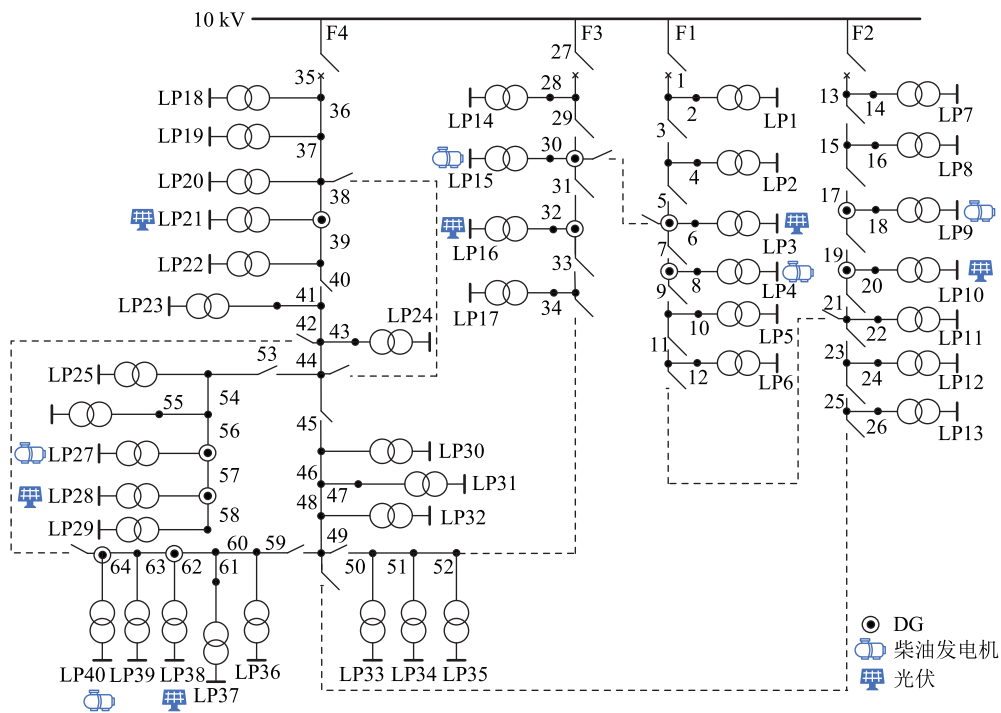 10 kV
F4
F3
F1
F2
27
35
1
28
LP18
36
LP14
29
2
LP1
13
14
LP7
LP19
37
3
15
16
LP8
30
LP15
31
4
LP2
LP20
38
LP21
39
32
LP16
33
5
6
LP3
7
17
18
LP9
LP22
40
8
LP4
9
19
20
LP10
LP23
41
LP17
34
10
LP5
21
22
LP11
42
43
LP24
11
12
LP6
23
24
LP12
53
44
LP25
54
25
26
LP13
55
45
56
LP27
LP30
57
46
47
LP31
LP28
58
48
LP32
LP29
60
59
49
64
63
62
61
50
51
52
LP40
LP39
LP38
LP37
LP36
LP33
LP34
LP35
DG
柴油发电机
光伏